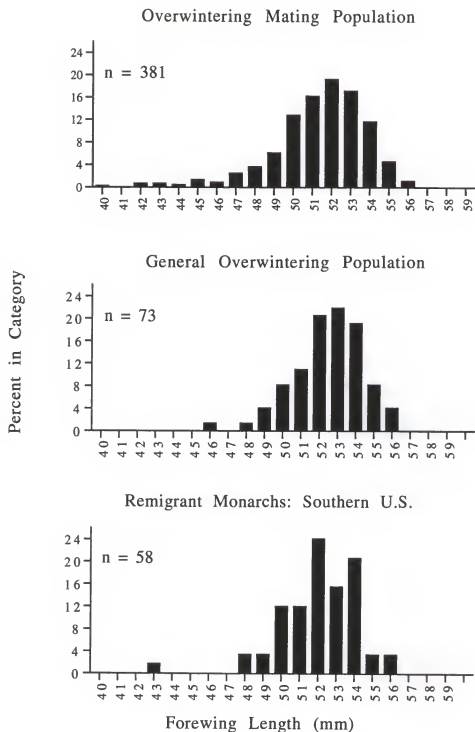 Overwintering Mating Population
24
20
16
12
8
4
0
n = 381
40 41 42 43 44 45 46 47 48 49 50 51 52 53 54 55 56 57 58 59
General Overwintering Population
Percent in Category
24
20
16
12
8
4
0
n = 73
40 41 42 43 44 45 46 47 48 49 50 51 52 53 54 55 56 57 58 59
Remigrant Monarchs: Southern U.S.
24
20
16
12
8
4
0
n = 58
40 41 42 43 44 45 46 47 48 49 50 51 52 53 54 55 56 57 58 59
Forewing Length (mm)